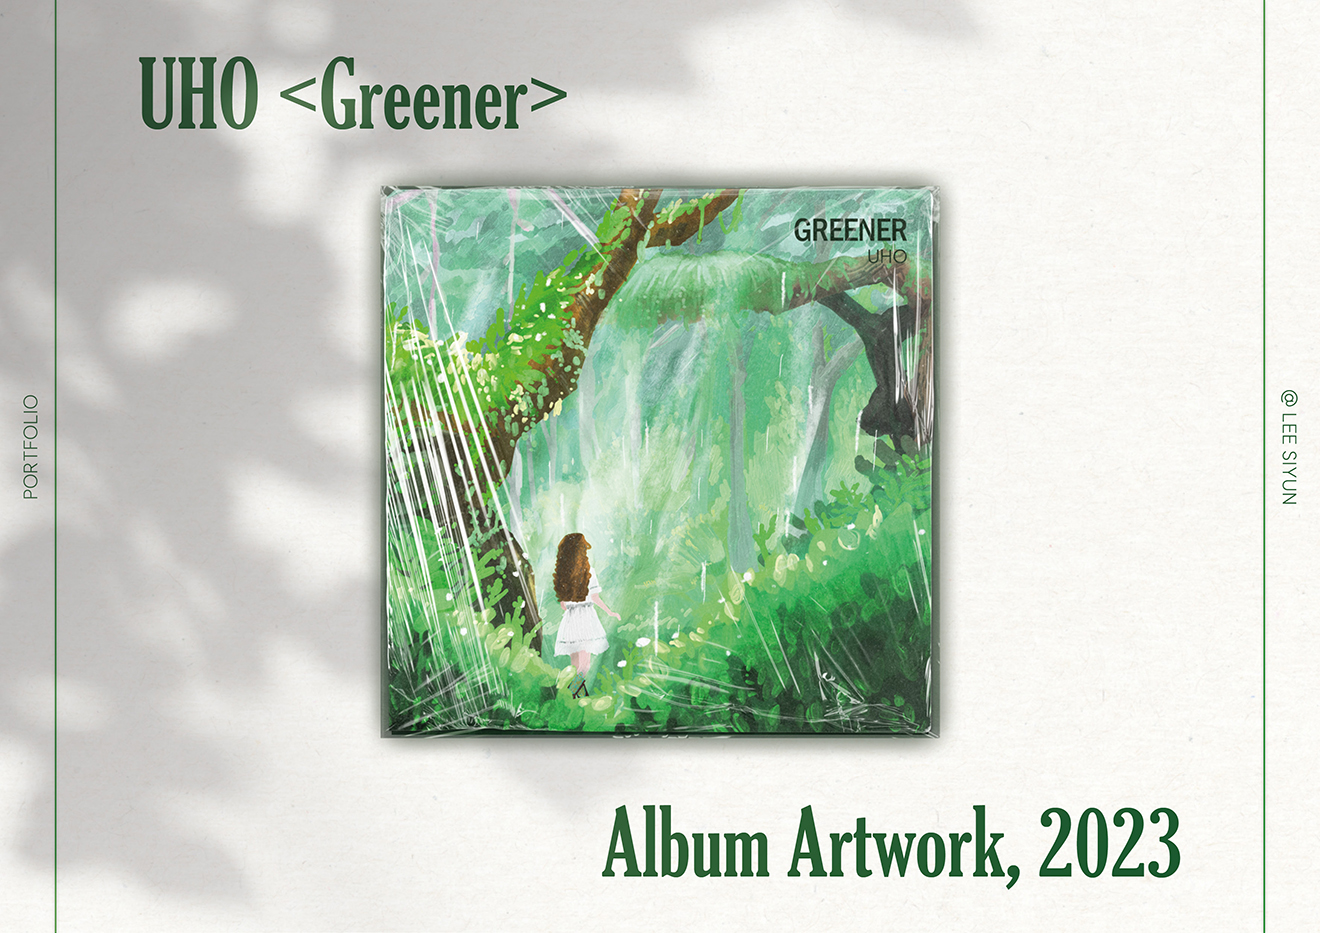 UHO <Greener>
GREENER
UHO
PORTFOLIO
@ LEE SIYUN
Album Artwork, 2023